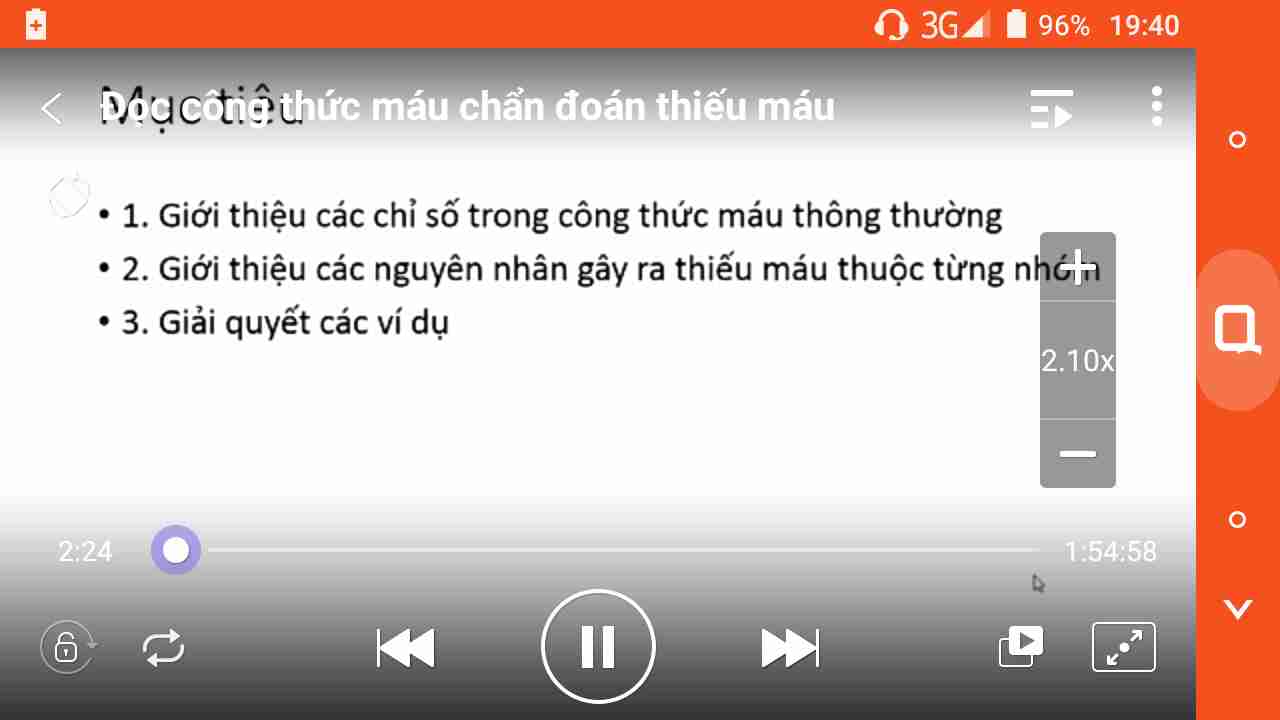 3G 96% 19:40
Mục tiêu
Đọc công thức máu chẩn đoán thiếu máu
• 1. Giới thiệu các chỉ số trong công thức máu thông thường
• 2. Giới thiệu các nguyên nhân gây ra thiếu máu thuộc từng nhóm
• 3. Giải quyết các ví dụ
2.10x
2:24 1:54:58